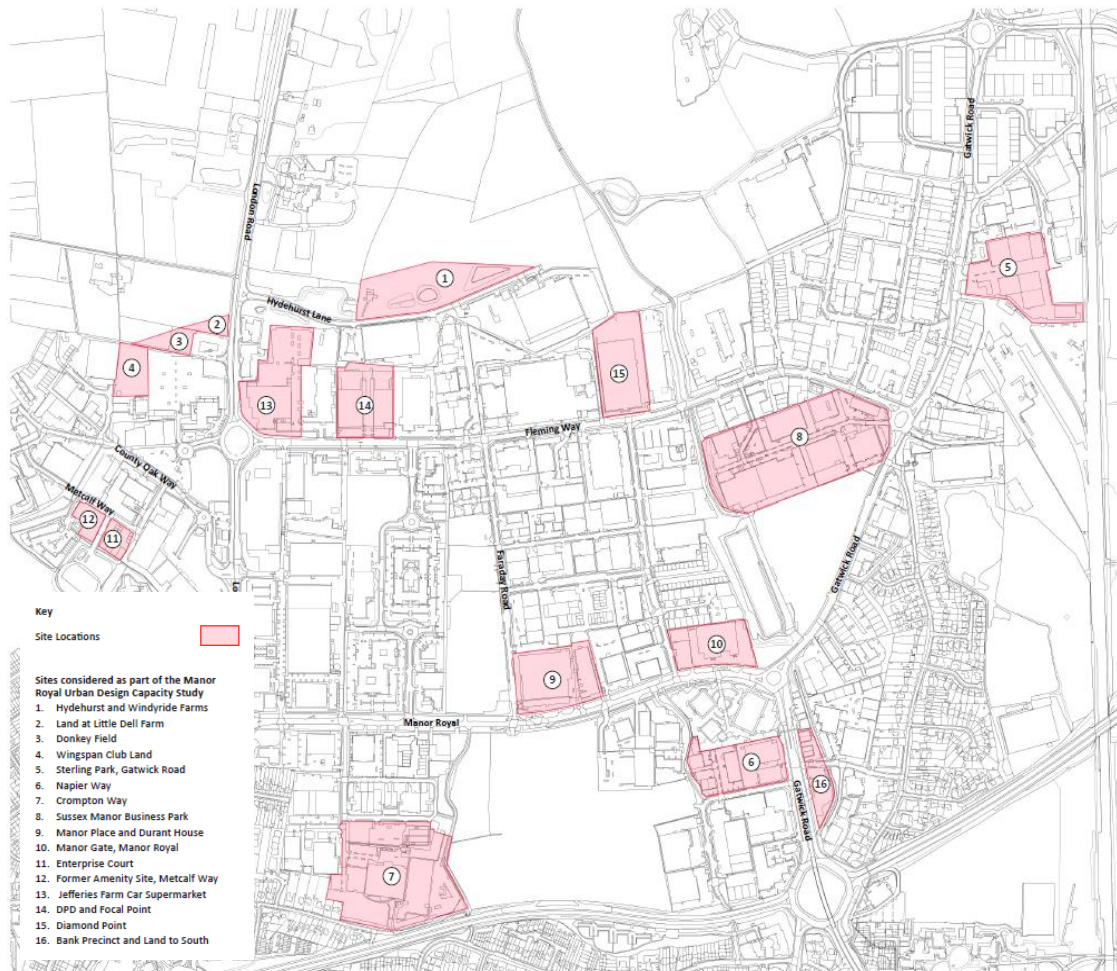 Gatwick Road
London Road
5
1
Hydehurst Lane
2
3
4
15
13
14
8
Fleming Way
County Oak Way
Metcalf Way
12
11
Gatwick Road
Faraday Road
Lo
10
9
Manor Royal
6
16
Gatwick Road
7
Key
Site Locations
Sites considered as part of the Manor
Royal Urban Design Capacity Study
1. Hydehurst and Windyride Farms
2. Land at Little Dell Farm
3. Donkey Field
4. Wingspan Club Land
5. Sterling Park, Gatwick Road
6. Napier Way
7. Crompton Way
8. Sussex Manor Business Park
9. Manor Place and Durant House
10. Manor Gate, Manor Royal
11. Enterprise Court
12. Former Amenity Site, Metcalf Way
13. Jefferies Farm Car Supermarket
14. DPD and Focal Point
15. Diamond Point
16. Bank Precinct and Land to South